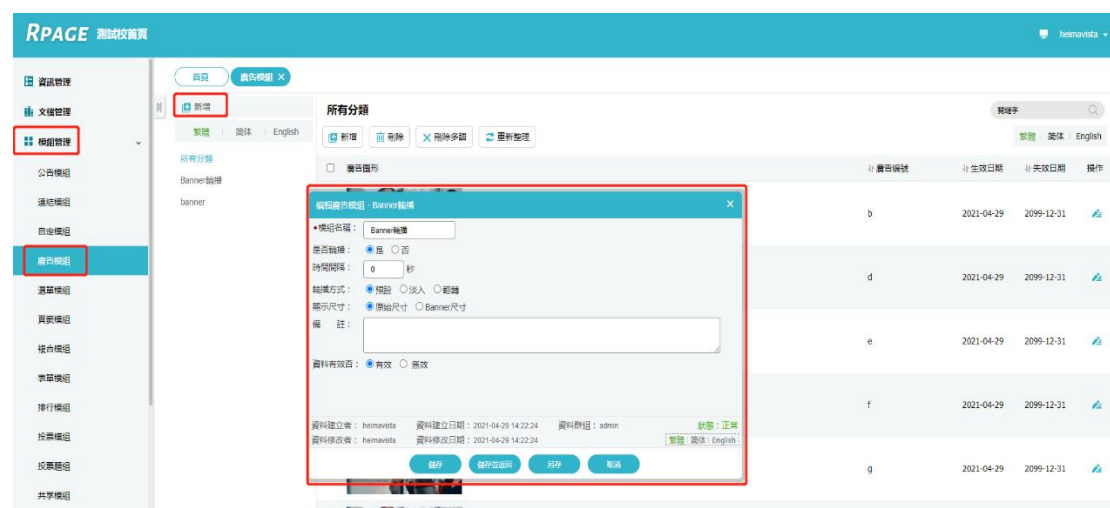 RPAGE 測試校首頁
heimavista
資訊管理
文檔管理
模組管理
公告模組
連結模組
自定模組
廣告模組
選單模組
頁籤模組
複合模組
表單模組
排行模組
投票模組
投票題組
共享模組
首頁 廣告模組 ×
新增
繁體 简体 English
所有分類
Banner輪播
banner
所有分類
關鍵字
新增 刪除 刪除多語 重新整理
繁體 简体 English
廣告圖形 廣告編號 生效日期 失效日期 操作
b 2021-04-29 2099-12-31
d 2021-04-29 2099-12-31
e 2021-04-29 2099-12-31
f 2021-04-29 2099-12-31
g 2021-04-29 2099-12-31
編輯廣告模組 - Banner輪播 ×
•模組名稱： Banner輪播
是否輪播： 是 否
時間間隔： 0 秒
輪播方式： 預設 淡入 翻轉
顯示尺寸： 原始尺寸 Banner尺寸
備 註：
資料有效否： 有效 無效
資料建立者： heimavista 資料建立日期：2021-04-29 14:22:24 資料群組：admin 狀態：正常
資料修改者： heimavista 資料修改日期：2021-04-29 14:22:24 繁體 简体 English
儲存 儲存並返回 另存 取消